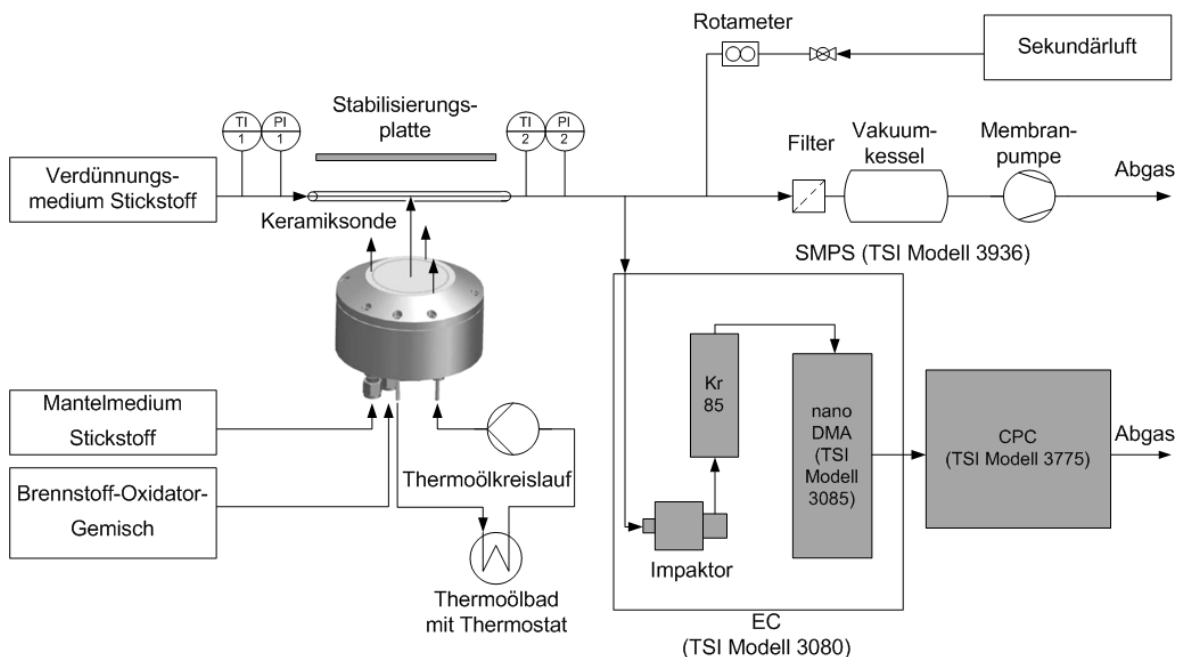 Rotameter
Sekundärluft
Stabilisierungs-
platte
TI
1
PI
1
TI
2
PI
2
Filter
Vakuum-
kessel
Membran-
pumpe
Abgas
Verdünnungs-
medium Stickstoff
Keramiksonde
SMPS (TSI Modell 3936)
Kr
85
nano
DMA
(TSI
Modell
3085)
CPC
(TSI Modell 3775)
Abgas
Mantelmedium
Stickstoff
Thermoölkreislauf
Brennstoff-Oxidator-
Gemisch
Impaktor
Thermoölbad
mit Thermostat
EC
(TSI Modell 3080)